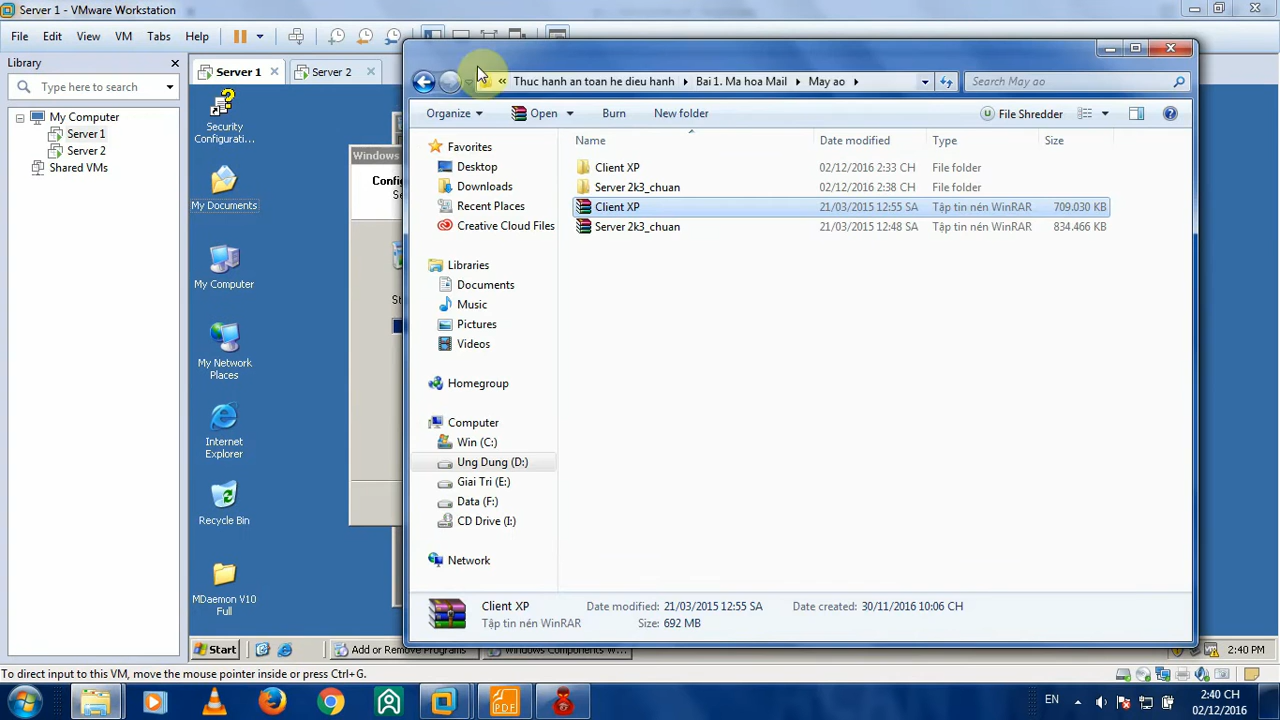 Server 1 - VMware Workstation
File Edit View VM Tabs Help
Library
Type here to search
My Computer
Server 1
Server 2
Shared VMs
Server 1
Server 2
Security
Configurati...
My Documents
My Computer
My Network
Places
Internet
Explorer
Recycle Bin
MDaemon V10
Full
Windows
« Thuc hanh an toan he dieu hanh Bai 1. Ma hoa Mail May ao
Search May ao
Organize Open Burn New folder File Shredder
Favorites
Desktop
Downloads
Recent Places
Creative Cloud Files
Libraries
Documents
Music
Pictures
Videos
Homegroup
Computer
Win (C:)
Ung Dung (D:)
Giai Tri (E:)
Data (F:)
CD Drive (I:)
Network
Name Date modified Type Size
Client XP 02/12/2016 2:33 CH File folder
Server 2k3_chuan 02/12/2016 2:38 CH File folder
Client XP 21/03/2015 12:55 SA Tập tin nén WinRAR 709.030 KB
Server 2k3_chuan 21/03/2015 12:48 SA Tập tin nén WinRAR 834.466 KB
Client XP Date modified: 21/03/2015 12:55 SA Date created: 30/11/2016 10:06 CH
Tập tin nén WinRAR Size: 692 MB
Start Add or Remove Programs Windows Components W... 2:40 PM
To direct input to this VM, move the mouse pointer inside or press Ctrl+G.
EN 2:40 CH
02/12/2016